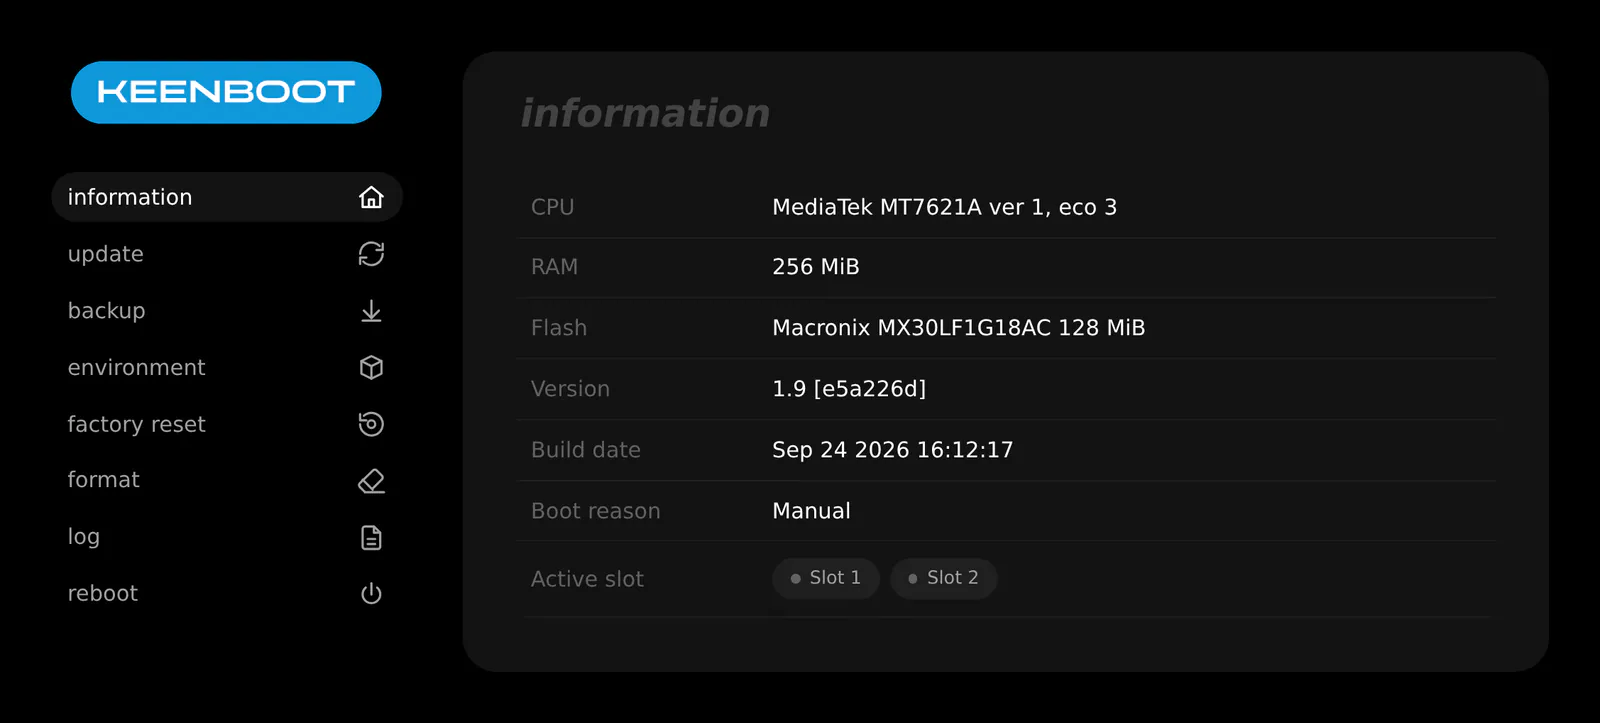 KEENBOOT
information
update
backup
environment
factory reset
format
log
reboot
information
CPU MediaTek MT7621A ver 1, eco 3
RAM 256 MiB
Flash Macronix MX30LF1G18AC 128 MiB
Version 1.9 [e5a226d]
Build date Sep 24 2026 16:12:17
Boot reason Manual
Active slot Slot 1 Slot 2